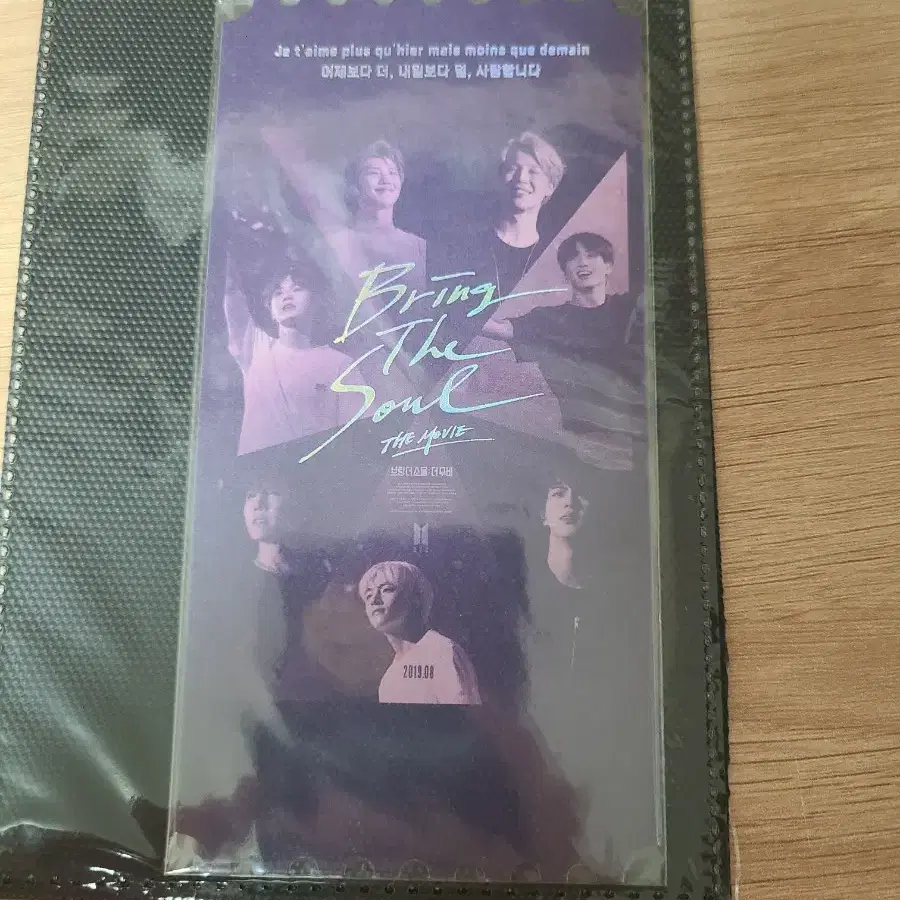 Je t'aime plus qu'hier mais moins que demain
어제보다 더, 내일보다 덜, 사랑합니다
Bring
The
Soul
THE MOVIE
브링 더 소울: 더 무비
BTS
2019.08